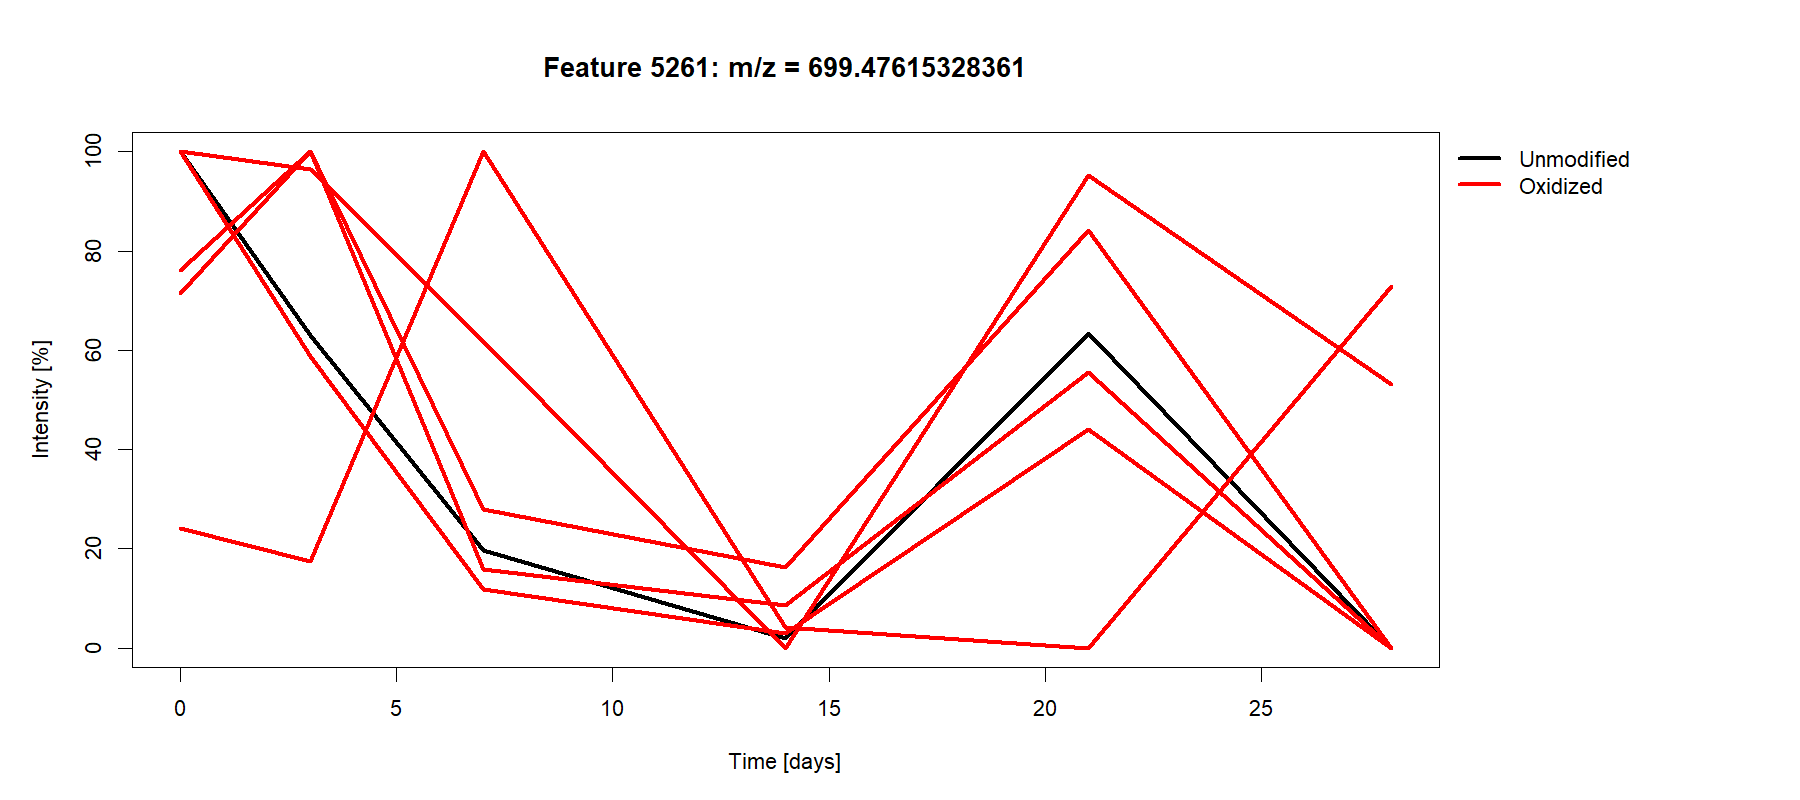 Feature 5261: m/z = 699.47615328361
Unmodified
Oxidized
Intensity [%]
100
80
60
40
20
0
0 5 10 15 20 25
Time [days]